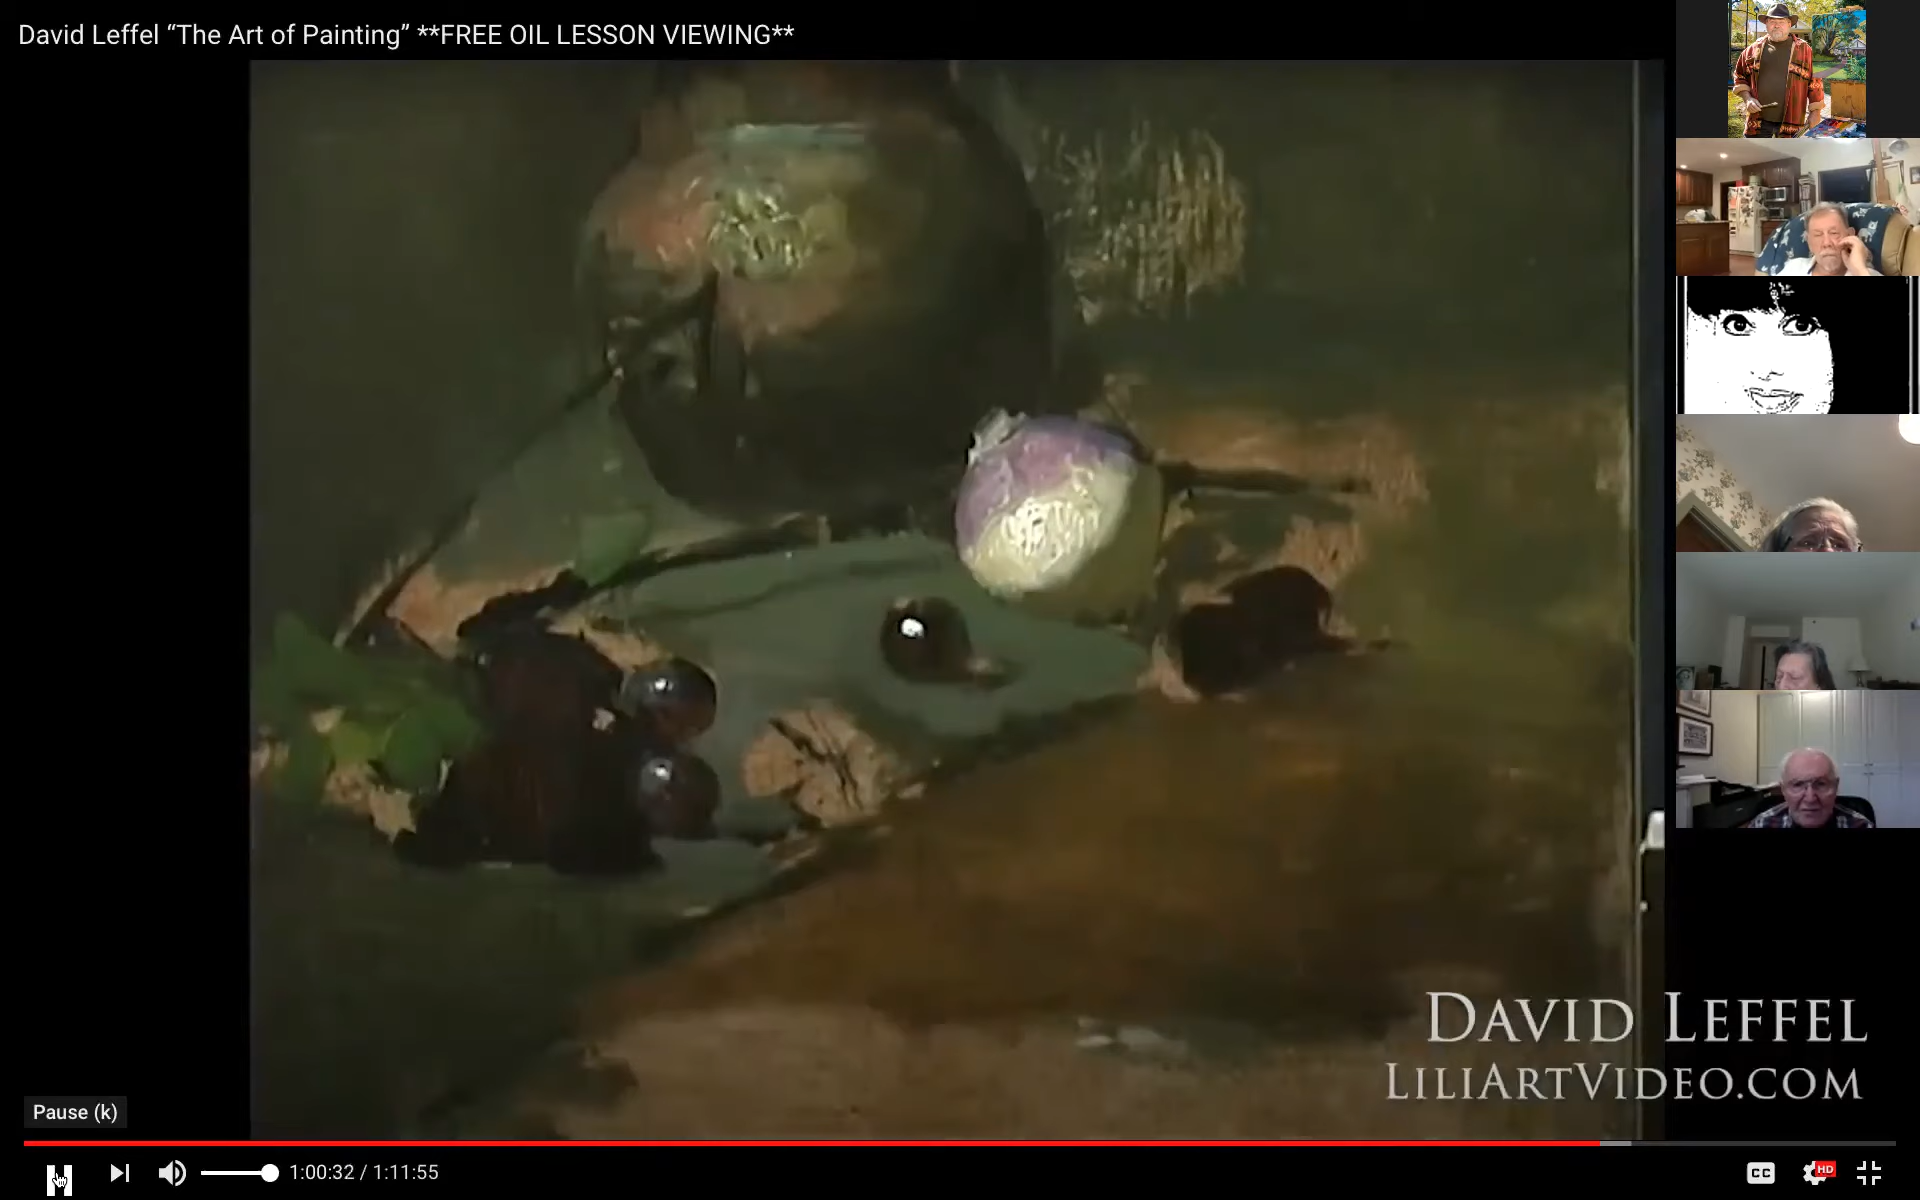 David Leffel “The Art of Painting” **FREE OIL LESSON VIEWING**
DAVID LEFFEL
LILIARTVIDEO.COM
Pause (k)
1:00:32 / 1:11:55
CC
HD